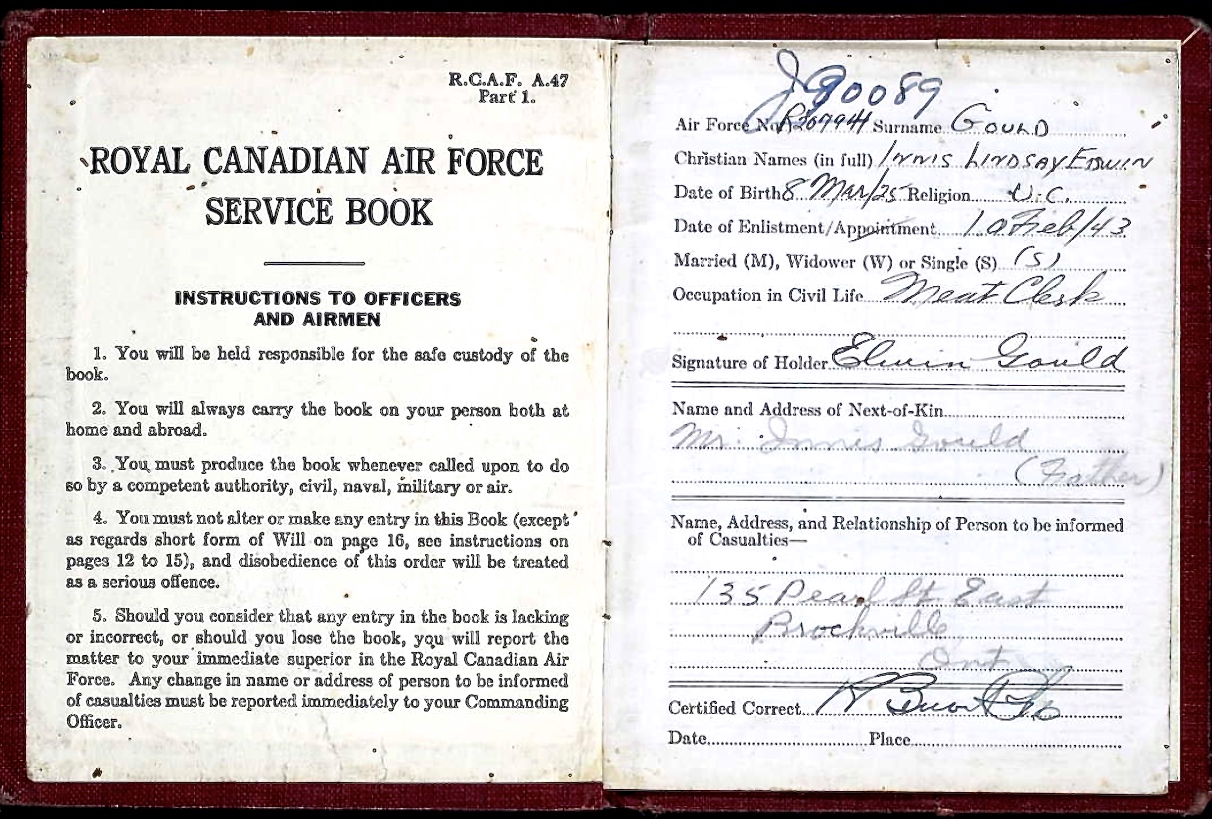 R.C.A.F. A.47
Part 1.
ROYAL CANADIAN AIR FORCE
SERVICE BOOK
INSTRUCTIONS TO OFFICERS
AND AIRMEN
1. You will be held responsible for the safe custody of the
book.
2. You will always carry the book on your person both at
home and abroad.
3. You must produce the book whenever called upon to do
so by a competent authority, civil, naval, military or air.
4. You must not alter or make any entry in this Book (except
as regards short form of Will on page 16, see instructions on
pages 12 to 15), and disobedience of this order will be treated
as a serious offence.
5. Should you consider that any entry in the book is lacking
or incorrect, or should you lose the book, you will report the
matter to your immediate superior in the Royal Canadian Air
Force. Any change in name or address of person to be informed
of casualties must be reported immediately to your Commanding
Officer.
J90089
Air Force No. R207941 Surname GOULD
Christian Names (in full) INNIS LINDSAY EDWIN
Date of Birth 8 Mar/25 Religion U.C.
Date of Enlistment/Appointment 10 Feb/43
Married (M), Widower (W) or Single (S) (S)
Occupation in Civil Life Meat Clerk
Signature of Holder Elwin Gould
Name and Address of Next-of-Kin
Mr. Innis Gould
(Father)
Name, Address, and Relationship of Person to be informed
of Casualties—
135 Pearl St. East
Brockville
Ont
Certified Correct
Date Place